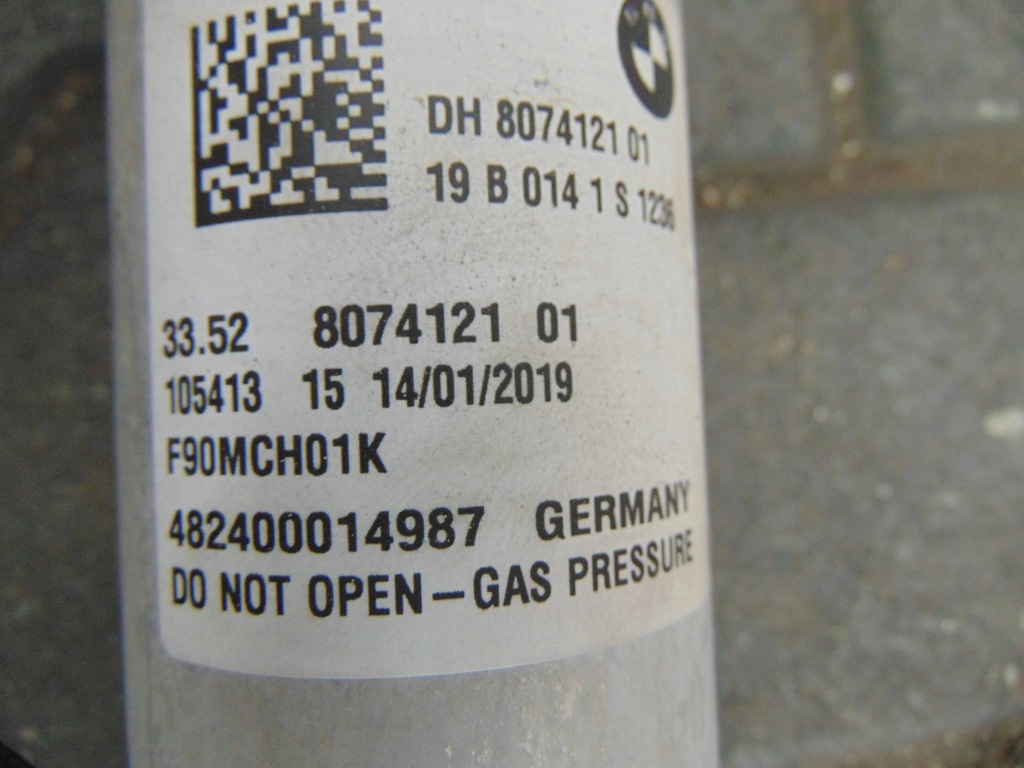 DH 8074121 01
19 B 014 1 S 1236
33.52 8074121 01
105413 15 14/01/2019
F90MCH01K
482400014987 GERMANY
DO NOT OPEN – GAS PRESSURE